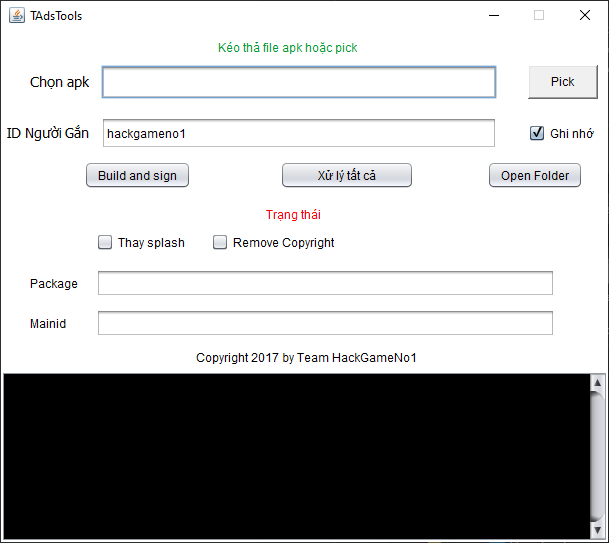 TAdsTools
Kéo thả file apk hoặc pick
Chọn apk Pick
ID Người Gắn hackgameno1 Ghi nhớ
Build and sign Xử lý tất cả Open Folder
Trạng thái
Thay splash Remove Copyright
Package
Mainid
Copyright 2017 by Team HackGameNo1